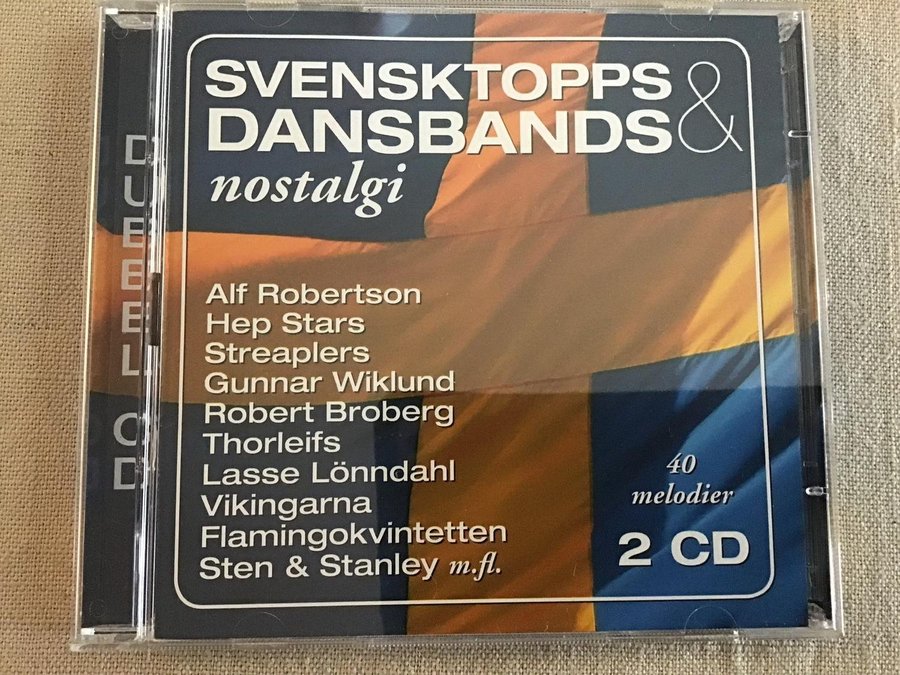 SVENSKTOPPS &
DANSBANDS
nostalgi
Alf Robertson
Hep Stars
Streaplers
Gunnar Wiklund
Robert Broberg
Thorleifs
Lasse Lönndahl
Vikingarna
Flamingokvintetten
Sten & Stanley m.fl.
40
melodier
2 CD
DUBBEL CD